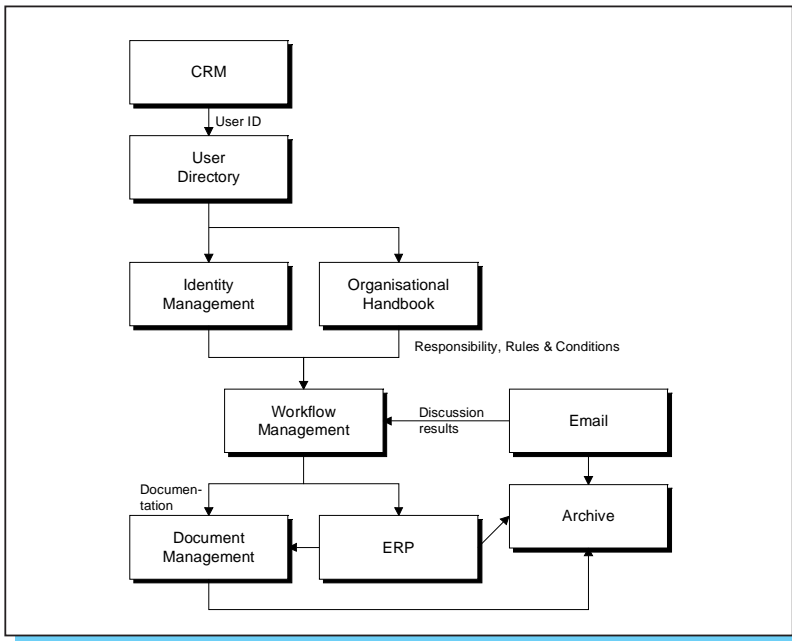 CRM
User ID
User
Directory
Identity
Management
Organisational
Handbook
Responsibility, Rules & Conditions
Workflow
Management
Discussion
results
Email
Documen-
tation
Archive
Document
Management
ERP